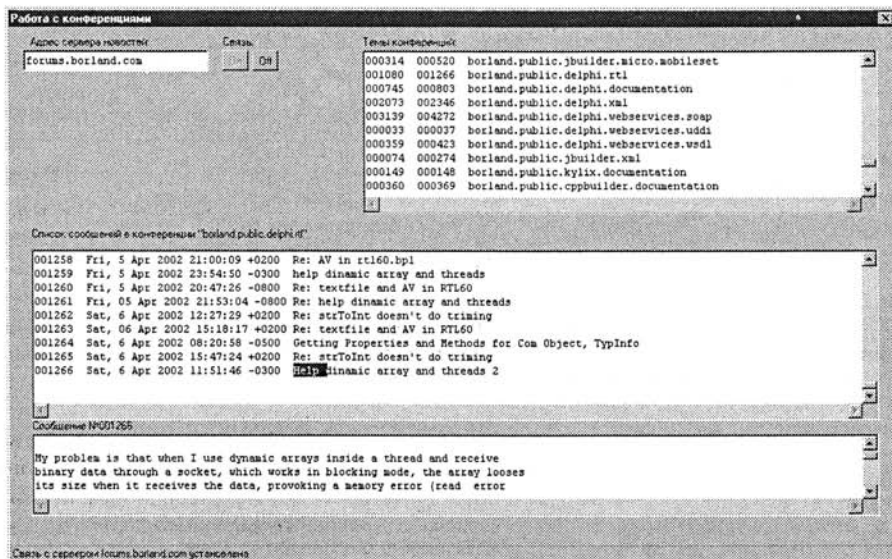 Работа с конференциями
Адрес сервера новостей:
Связь:
Темы конференций:
forums.borland.com
On Off
000314 000520 borland.public.jbuilder.micro.mobileset
001080 001266 borland.public.delphi.rtl
000745 000803 borland.public.delphi.documentation
002073 002346 borland.public.delphi.xml
003139 004272 borland.public.delphi.webservices.soap
000033 000037 borland.public.delphi.webservices.uddi
000359 000423 borland.public.delphi.webservices.wsdl
000074 000274 borland.public.jbuilder.xml
000149 000148 borland.public.kylix.documentation
000360 000369 borland.public.cppbuilder.documentation
Список сообщений в конференции "borland.public.delphi.rtl"
001258 Fri, 5 Apr 2002 21:00:09 +0200 Re: AV in rtl60.bpl
001259 Fri, 5 Apr 2002 23:54:50 -0300 help dinamic array and threads
001260 Fri, 5 Apr 2002 20:47:26 -0800 Re: textfile and AV in RTL60
001261 Fri, 05 Apr 2002 21:53:04 -0800 Re: help dinamic array and threads
001262 Sat, 6 Apr 2002 12:27:29 +0200 Re: strToInt doesn't do triming
001263 Sat, 06 Apr 2002 15:18:17 +0200 Re: textfile and AV in RTL60
001264 Sat, 6 Apr 2002 08:20:58 -0500 Getting Properties and Methods for Com Object, TypInfo
001265 Sat, 6 Apr 2002 15:47:24 +0200 Re: strToInt doesn't do triming
001266 Sat, 6 Apr 2002 11:51:46 -0300 Help dinamic array and threads 2
Сообщение №001266
My problem is that when I use dynamic arrays inside a thread and receive
binary data through a socket, which works in blocking mode, the array looses
its size when it receives the data, provoking a memory error (read error
Связь с сервером forums.borland.com установлена